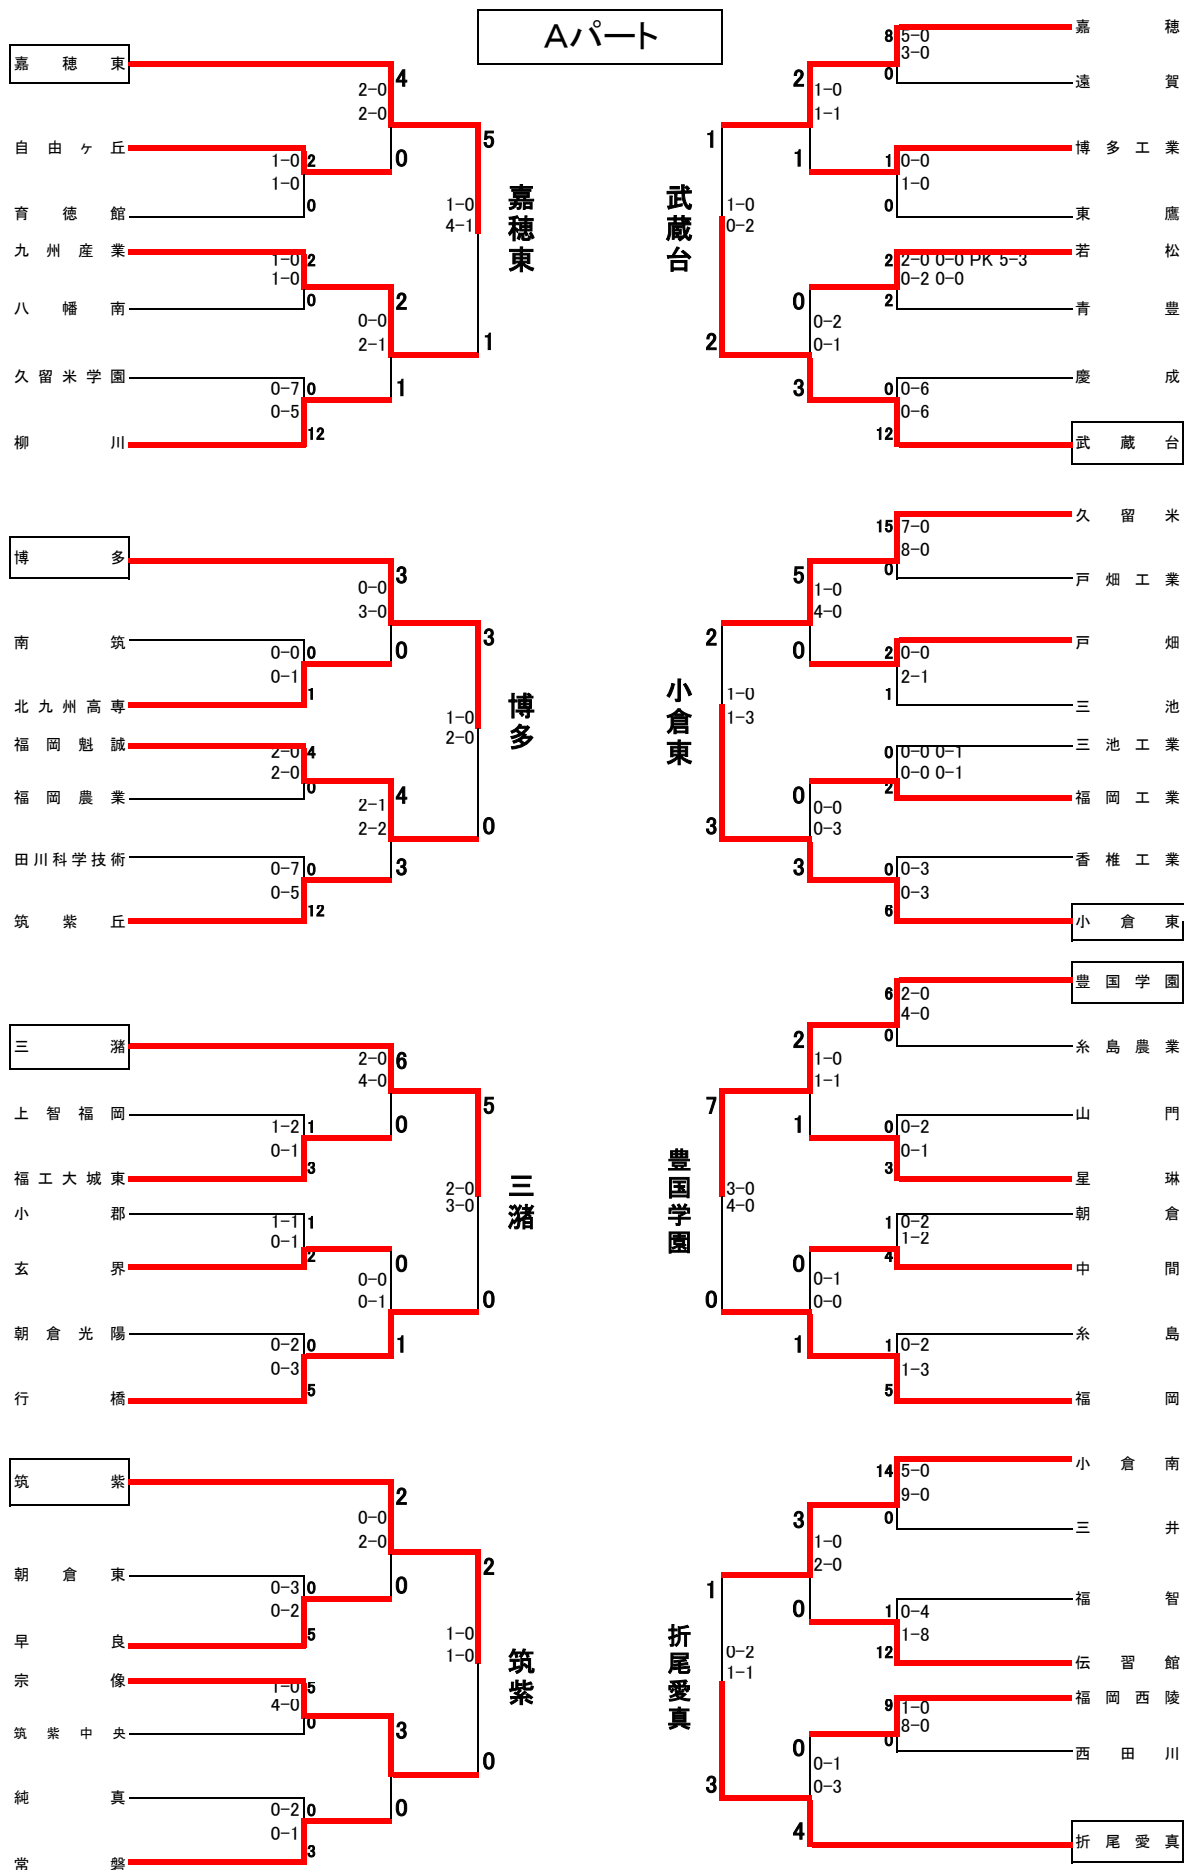 Aパート
嘉穂東
4
2-0
2-0
自由ヶ丘
1-0 2
1-0
0
5
育徳館
0
九州産業
1-0 2
1-0
八幡南
0
2
0-0
2-1
久留米学園
0-7 0
0-5
1
柳川
12
1-0
4-1
1
嘉穂東
博多
3
0-0
3-0
南筑
0-0 0
0-1
0
3
北九州高専
1
福岡魁誠
2-0 4
2-0
福岡農業
0
4
2-1
2-2
田川科学技術
0-7 0
0-5
3
筑紫丘
12
1-0
2-0
0
博多
三潴
6
2-0
4-0
上智福岡
1-2 1
0-1
0
5
福工大城東
3
小郡
1-1 1
0-1
玄界
2
0
0-0
0-1
朝倉光陽
0-2 0
0-3
1
行橋
5
2-0
3-0
0
三潴
筑紫
2
0-0
2-0
朝倉東
0-3 0
0-2
0
2
早良
5
宗像
1-0 5
4-0
筑紫中央
0
3
純真
0-2 0
0-1
0
常磐
3
1-0
1-0
0
筑紫
嘉穂
8 5-0
3-0
遠賀
0
2
1-0
1-1
博多工業
1 0-0
1-0
東鷹
0
1
1
若松
2 2-0 0-0 PK 5-3
0-2 0-0
青豊
2
0
0-2
0-1
慶成
0 0-6
0-6
武蔵台
12
3
1-0
0-2
2
武蔵台
久留米
15 7-0
8-0
戸畑工業
0
5
1-0
4-0
戸畑
2 0-0
2-1
三池
1
0
2
三池工業
0 0-0 0-1
0-0 0-1
福岡工業
2
0
0-0
0-3
香椎工業
0 0-3
0-3
小倉東
6
3
1-0
1-3
3
小倉東
豊国学園
6 2-0
4-0
糸島農業
0
2
1-0
1-1
山門
0 0-2
0-1
星琳
3
1
7
朝倉
1 0-2
1-2
中間
4
0
0-1
0-0
糸島
1 0-2
1-3
福岡
5
1
3-0
4-0
0
豊国学園
小倉南
14 5-0
9-0
三井
0
3
1-0
2-0
福智
1 0-4
1-8
伝習館
12
0
1
福岡西陵
9 1-0
8-0
西田川
0
0
0-1
0-3
折尾愛真
4
0-2
1-1
3
折尾愛真